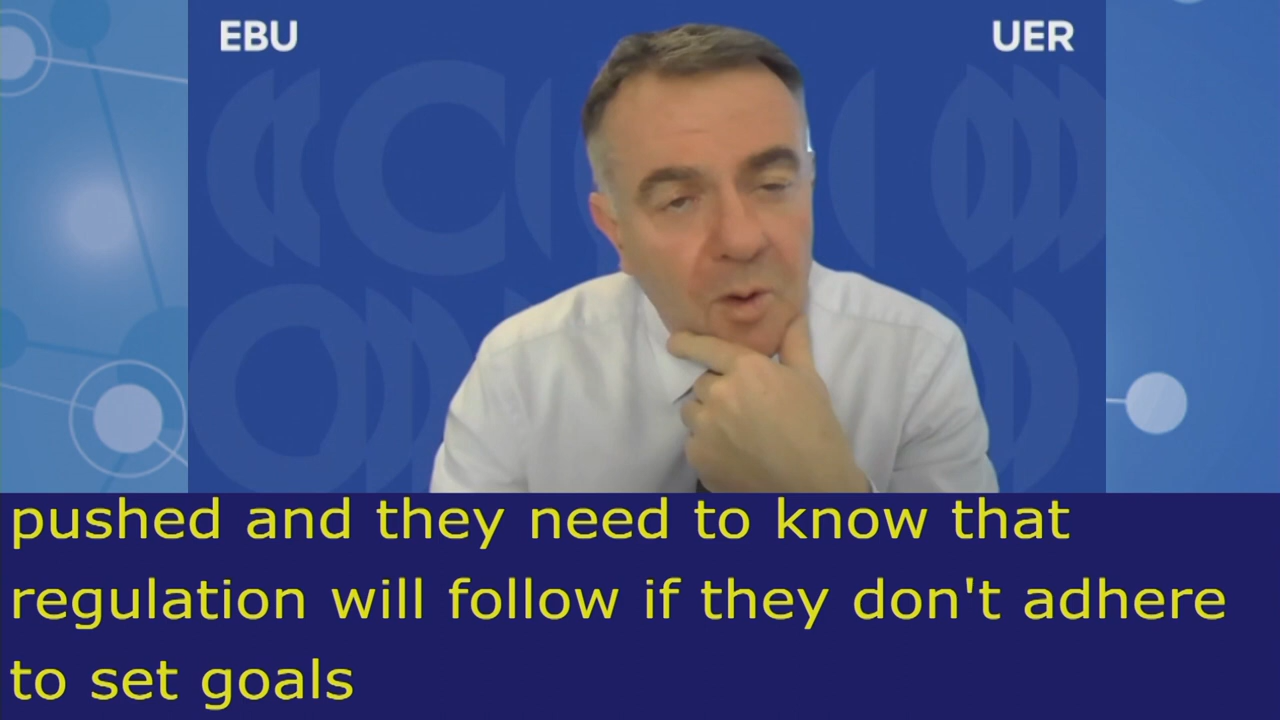 EBU UER
pushed and they need to know that
regulation will follow if they don't adhere
to set goals